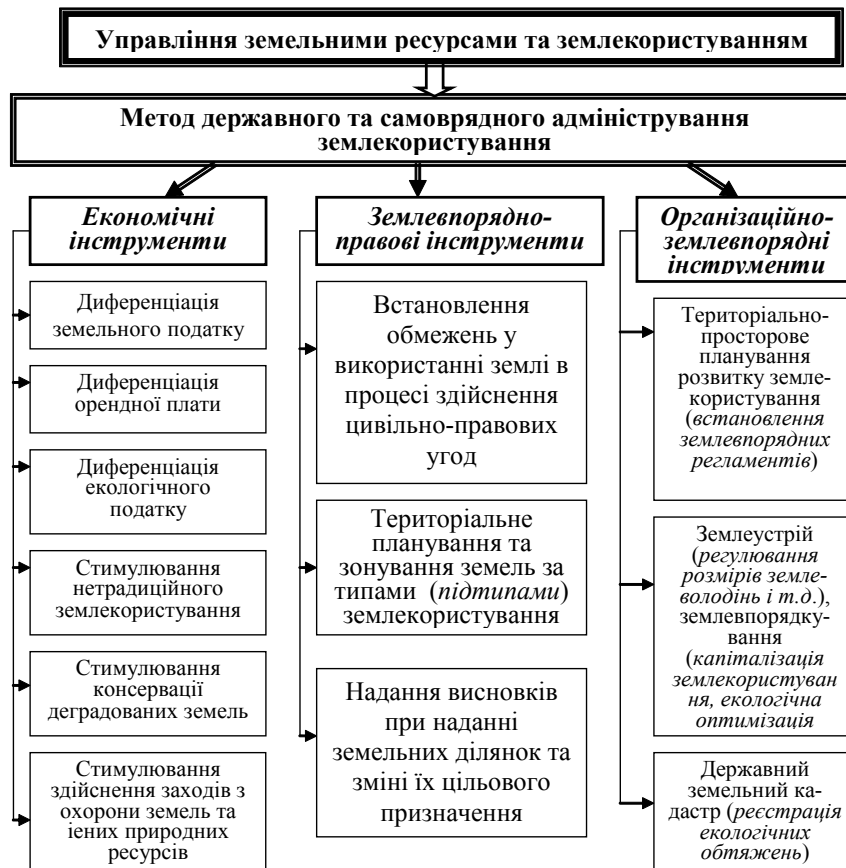 Управління земельними ресурсами та землекористуванням
Метод державного та самоврядного адміністрування
землекористування
Економічні
інструменти
Диференціація
земельного податку
Диференціація
орендної плати
Диференціація
екологічного
податку
Стимулювання
нетрадиційного
землекористування
Стимулювання
консервації
деградованих земель
Стимулювання
здійснення заходів з
охорони земель та
іених природних
ресурсів
Землевпорядно-
правові інструменти
Встановлення
обмежень у
використанні землі в
процесі здійснення
цивільно-правових
угод
Територіальне
планування та
зонування земель за
типами (підтипами)
землекористування
Надання висновків
при наданні
земельних ділянок та
зміні їх цільового
призначення
Організаційно-
землевпорядні
інструменти
Територіально-
просторове
планування
розвитку земле-
користування
(встановлення
землевпорядних
регламентів)
Землеустрій
(регулювання
розмірів земле-
володінь і т.д.),
землевпорядку-
вання
(капіталізація
землекористуван
ня, екологічна
оптимізація
Державний
земельний ка-
дастр (реєстрація
екологічних
обтяжень)